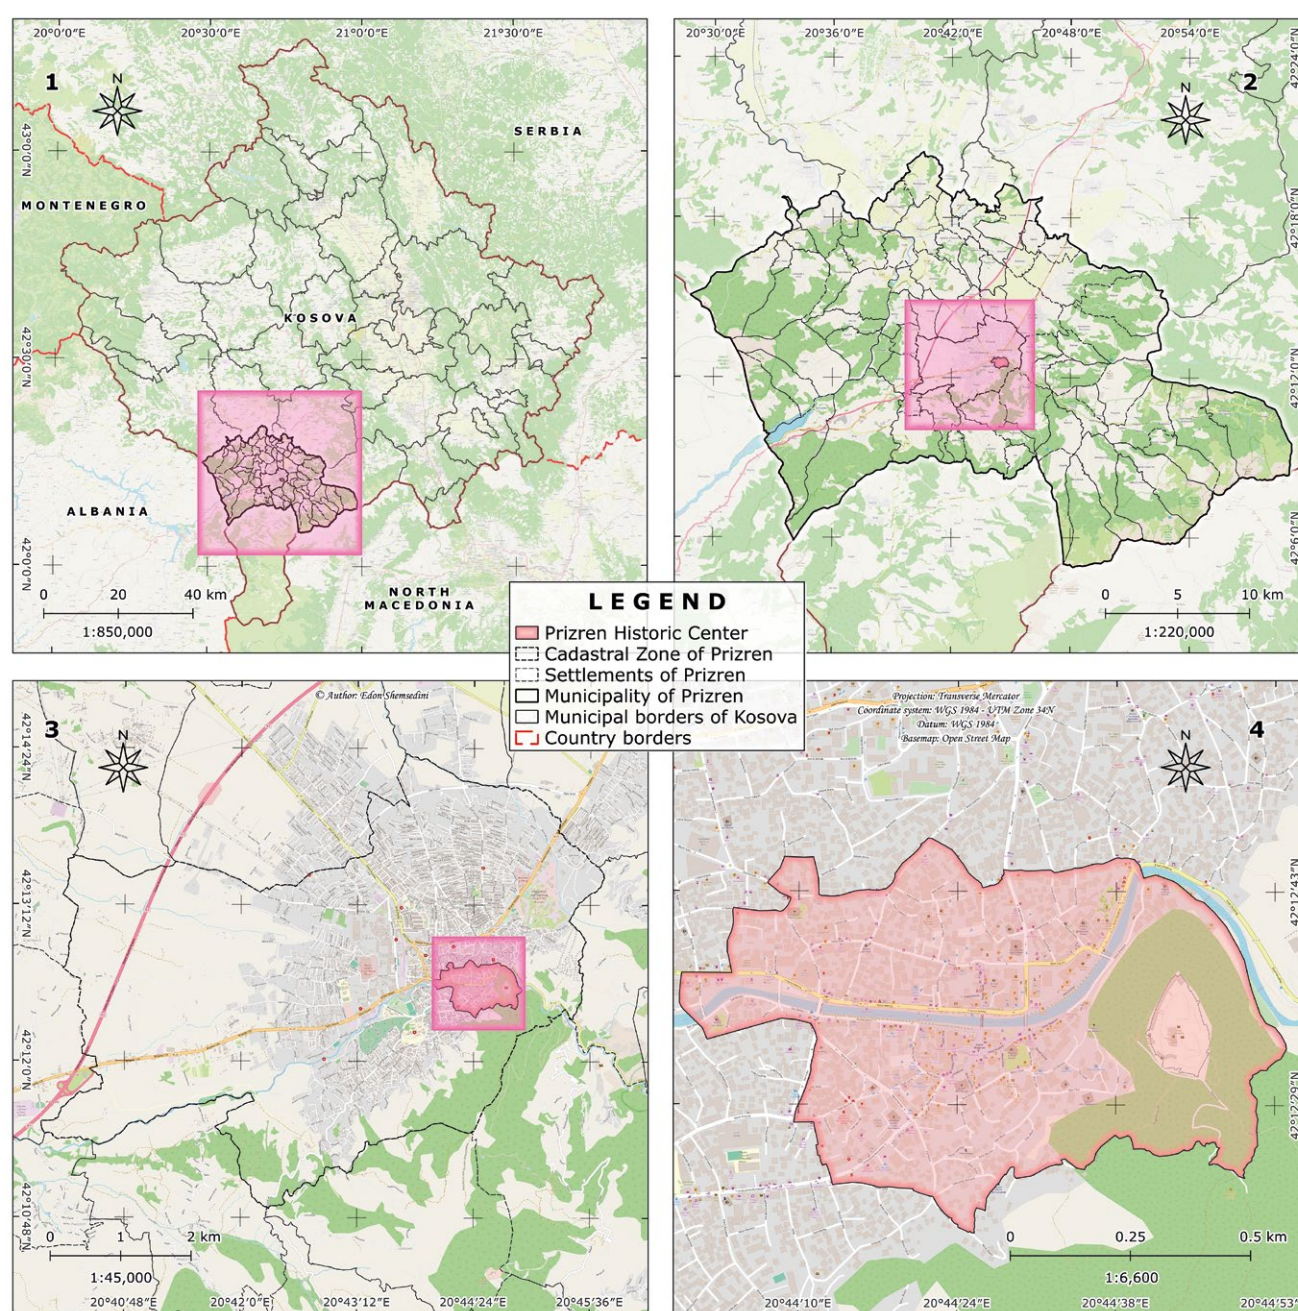 20°0'0"E 20°30'0"E 21°0'0"E 21°30'0"E
1
N
43°0'0"N
SERBIA
MONTENEGRO
KOSOVA
42°30'0"N
ALBANIA
42°0'0"N
NORTH
MACEDONIA
0 20 40 km
1:850,000
20°30'0"E 20°36'0"E 20°42'0"E 20°48'0"E 20°54'0"E
2
N
42°24'0"N
42°18'0"N
42°12'0"N
42°6'0"N
0 5 10 km
1:220,000
LEGEND
Prizren Historic Center
Cadastral Zone of Prizren
Settlements of Prizren
Municipality of Prizren
Municipal borders of Kosova
Country borders
© Author: Edon Shemsedini
3
N
42°14'24"N
42°13'12"N
42°12'0"N
42°10'48"N
0 1 2 km
1:45,000
20°40'48"E 20°42'0"E 20°43'12"E 20°44'24"E 20°45'36"E
Projection: Transverse Mercator
Coordinate system: WGS 1984 - UTM Zone 34N
Datum: WGS 1984
Basemap: Open Street Map
4
N
42°12'43"N
42°12'29"N
0 0.25 0.5 km
1:6,600
20°44'10"E 20°44'24"E 20°44'38"E 20°44'53"E